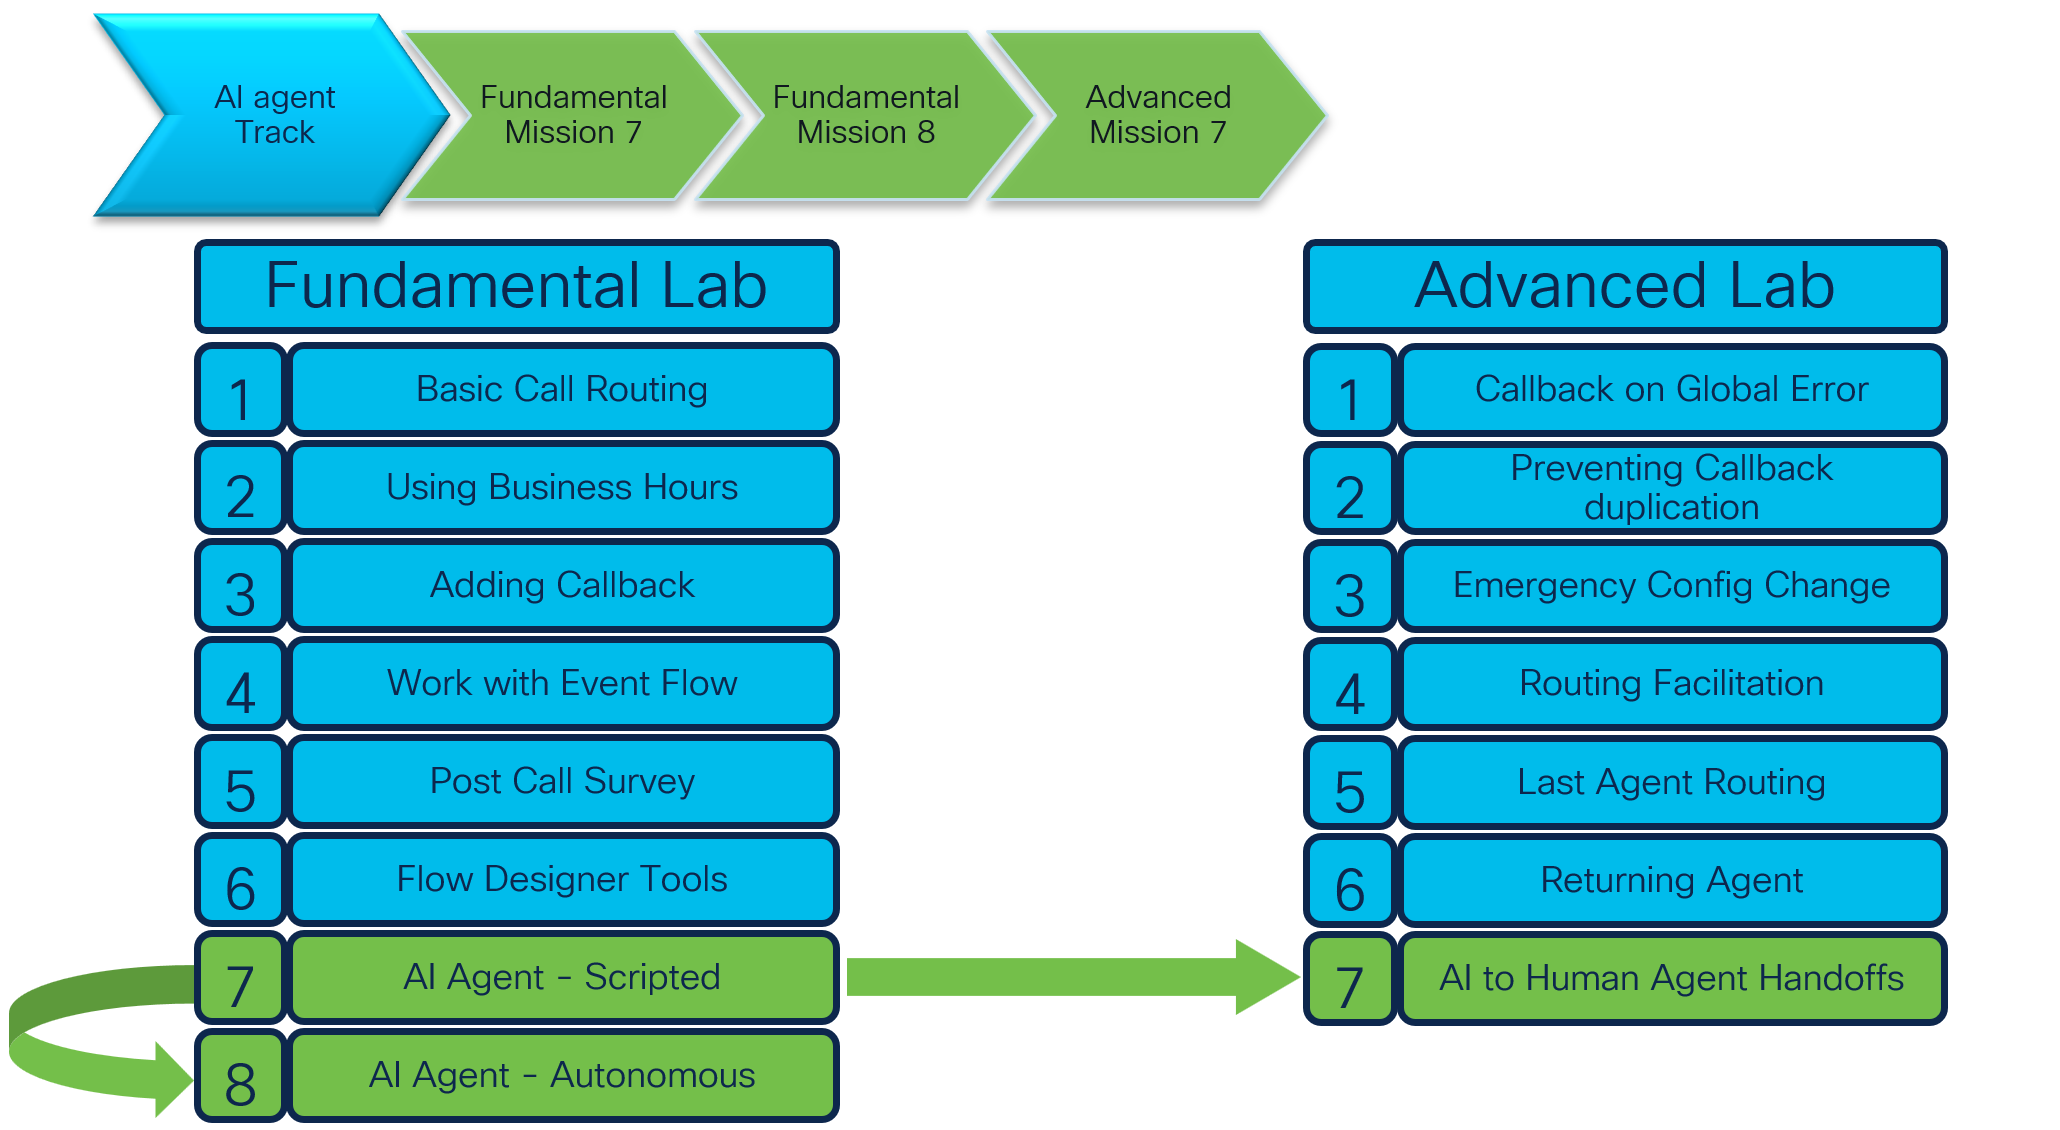 AI agent
Track
Fundamental
Mission 7
Fundamental
Mission 8
Advanced
Mission 7
Fundamental Lab
1 Basic Call Routing
2 Using Business Hours
3 Adding Callback
4 Work with Event Flow
5 Post Call Survey
6 Flow Designer Tools
7 AI Agent - Scripted
8 AI Agent - Autonomous
Advanced Lab
1 Callback on Global Error
2 Preventing Callback
duplication
3 Emergency Config Change
4 Routing Facilitation
5 Last Agent Routing
6 Returning Agent
7 AI to Human Agent Handoffs